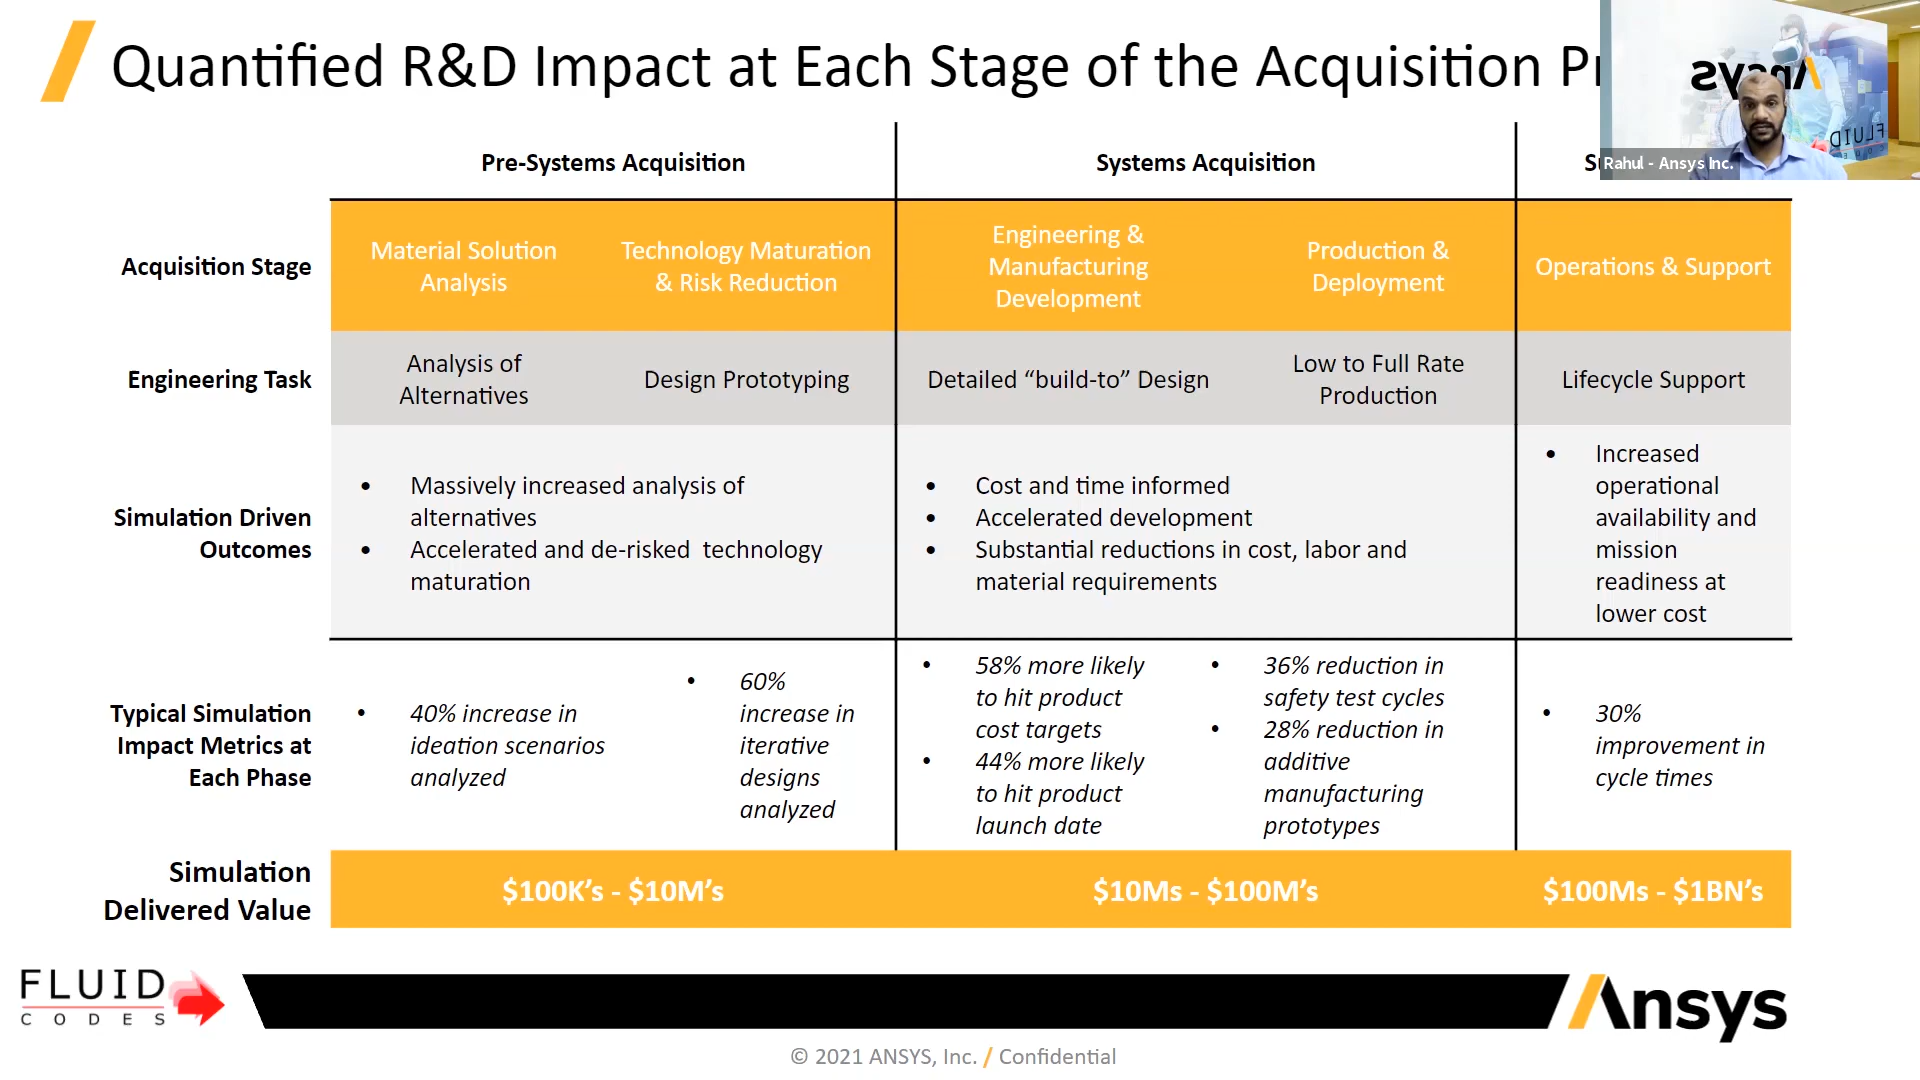 Quantified R&D Impact at Each Stage of the Acquisition
Ansys
FLUID
Rahul - Ansys Inc.
Pre-Systems Acquisition
Systems Acquisition
Acquisition Stage
Material Solution
Analysis
Technology Maturation
& Risk Reduction
Engineering &
Manufacturing
Development
Production &
Deployment
Operations & Support
Engineering Task
Analysis of
Alternatives
Design Prototyping
Detailed “build-to” Design
Low to Full Rate
Production
Lifecycle Support
Simulation Driven
Outcomes
• Massively increased analysis of
alternatives
• Accelerated and de-risked technology
maturation
• Cost and time informed
• Accelerated development
• Substantial reductions in cost, labor and
material requirements
• Increased
operational
availability and
mission
readiness at
lower cost
Typical Simulation
Impact Metrics at
Each Phase
• 40% increase in
ideation scenarios
analyzed
• 60%
increase in
iterative
designs
analyzed
• 58% more likely
to hit product
cost targets
• 44% more likely
to hit product
launch date
• 36% reduction in
safety test cycles
• 28% reduction in
additive
manufacturing
prototypes
• 30%
improvement in
cycle times
Simulation
Delivered Value
$100K’s - $10M’s
$10Ms - $100M’s
$100Ms - $1BN’s
FLUID
CODES
Ansys
© 2021 ANSYS, Inc. / Confidential